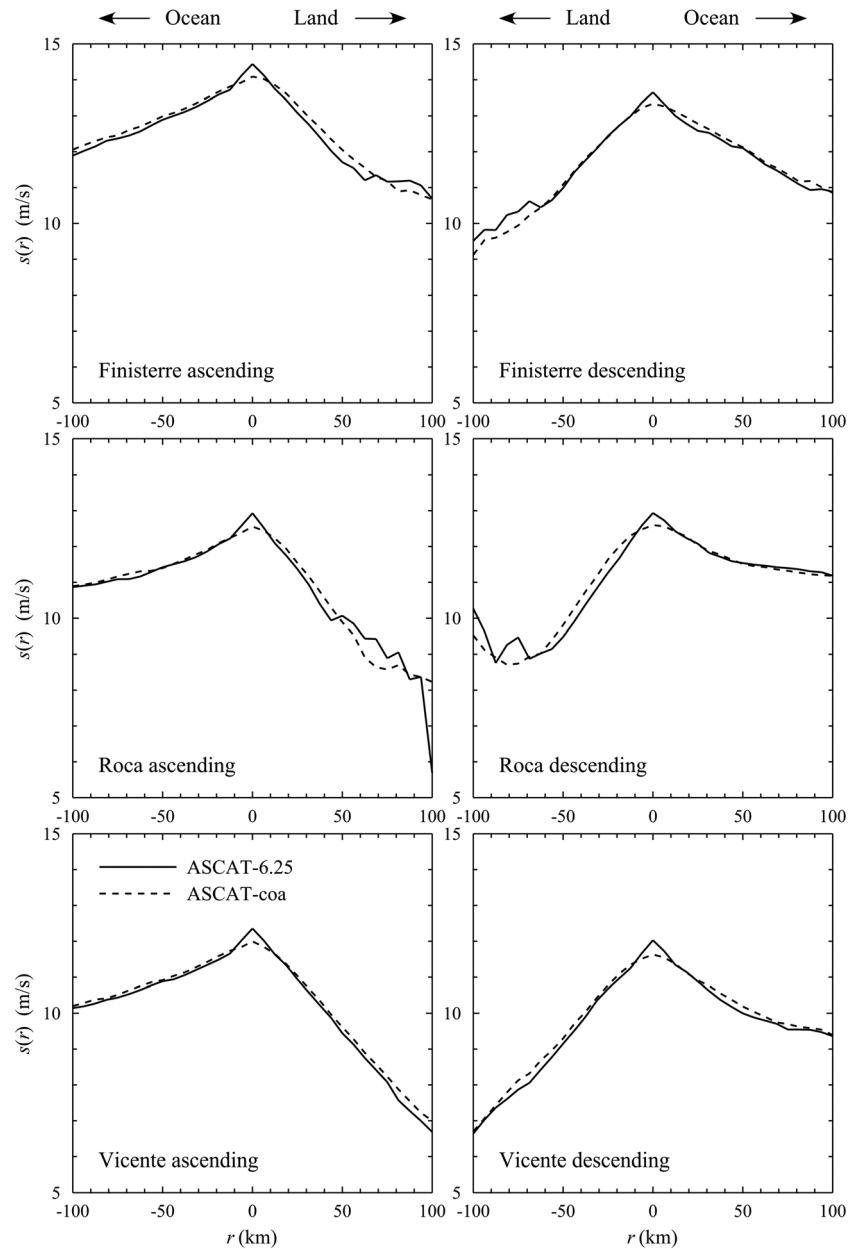 Ocean Land
Land Ocean
15
10
5
s(r) (m/s)
Finisterre ascending
-100 -50 0 50 100
Finisterre descending
-100 -50 0 50 100
15
10
5
s(r) (m/s)
Roca ascending
-100 -50 0 50 100
15
10
5
Roca descending
-100 -50 0 50 100
15
10
5
s(r) (m/s)
ASCAT-6.25
ASCAT-coa
Vicente ascending
-100 -50 0 50 100
r (km)
15
10
5
Vicente descending
-100 -50 0 50 100
r (km)
15
10
5